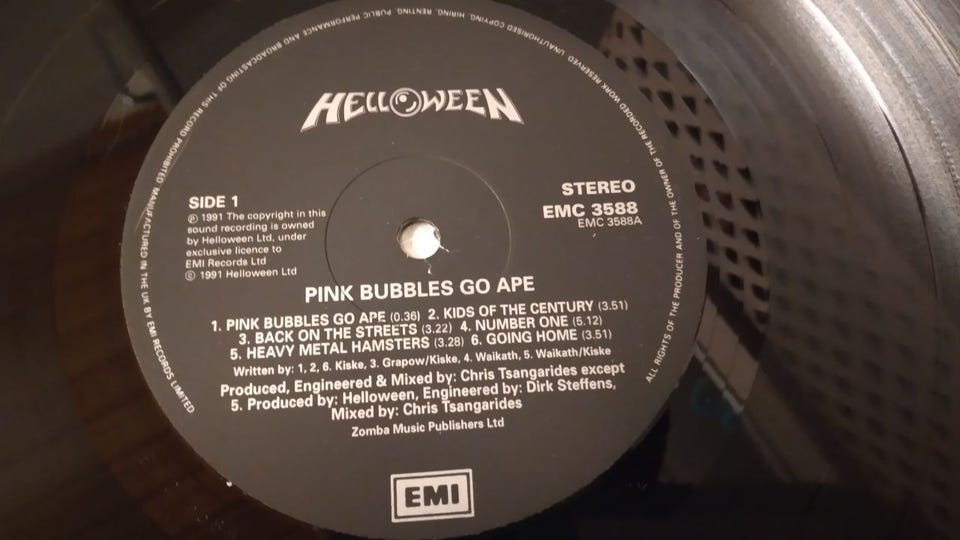 HELLOWEEN
SIDE 1
℗ 1991 The copyright in this
sound recording is owned
by Helloween Ltd, under
exclusive licence to
EMI Records Ltd
© 1991 Helloween Ltd
STEREO
EMC 3588
EMC 3588A
PINK BUBBLES GO APE
1. PINK BUBBLES GO APE (0.36) 2. KIDS OF THE CENTURY (3.51)
3. BACK ON THE STREETS (3.22) 4. NUMBER ONE (5.12)
5. HEAVY METAL HAMSTERS (3.28) 6. GOING HOME (3.51)
Written by: 1, 2, 6. Kiske, 3. Grapow/Kiske, 4. Waikath, 5. Waikath/Kiske
Produced, Engineered & Mixed by: Chris Tsangarides except
5. Produced by: Helloween, Engineered by: Dirk Steffens,
Mixed by: Chris Tsangarides
Zomba Music Publishers Ltd
EMI
ALL RIGHTS OF THE PRODUCER AND OF THE OWNER OF THE RECORDED WORK RESERVED. UNAUTHORISED COPYING, HIRING, RENTING, PUBLIC PERFORMANCE AND BROADCASTING OF THIS RECORD PROHIBITED. MANUFACTURED IN THE UK BY EMI RECORDS LIMITED